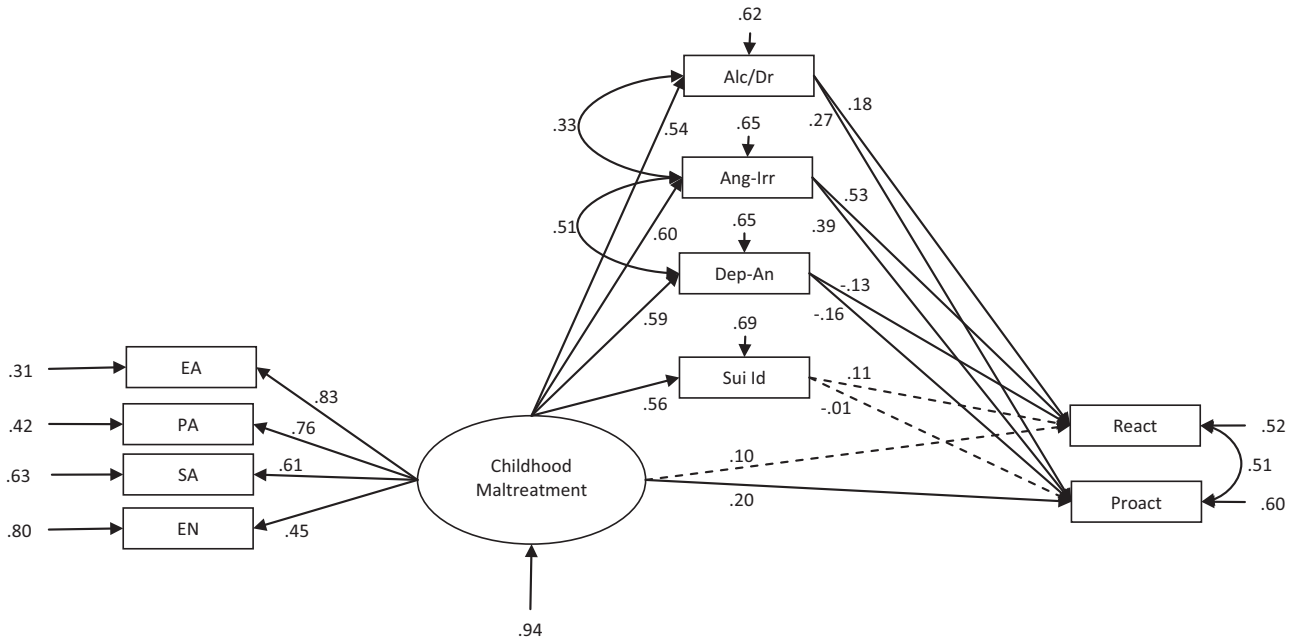 .62
Alc/Dr
.18
.33
.54
.27
.65
Ang-Irr
.53
.51
.60
.39
.65
Dep-An
-.13
-.16
.59
.69
Sui Id
.11
.56
-.01
.31
EA
.83
.42
PA
.76
.63
SA
.61
.80
EN
.45
Childhood
Maltreatment
.10
.20
.94
React
.52
.51
Proact
.60